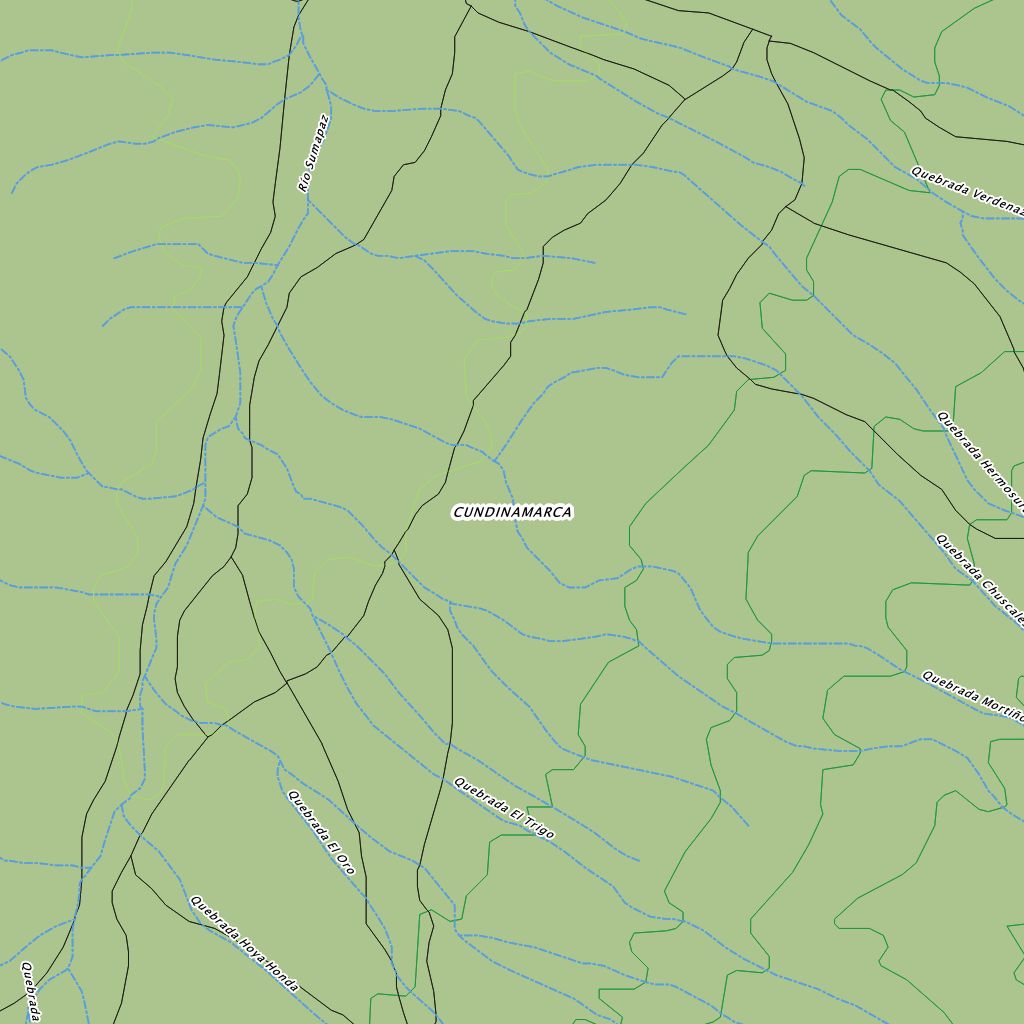 Río Sumapaz
Quebrada Verdenaz
Quebrada Hermosura
CUNDINAMARCA
Quebrada Chuscales
Quebrada Mortiño
Quebrada El Trigo
Quebrada El Oro
Quebrada Hoya Honda
Quebrada